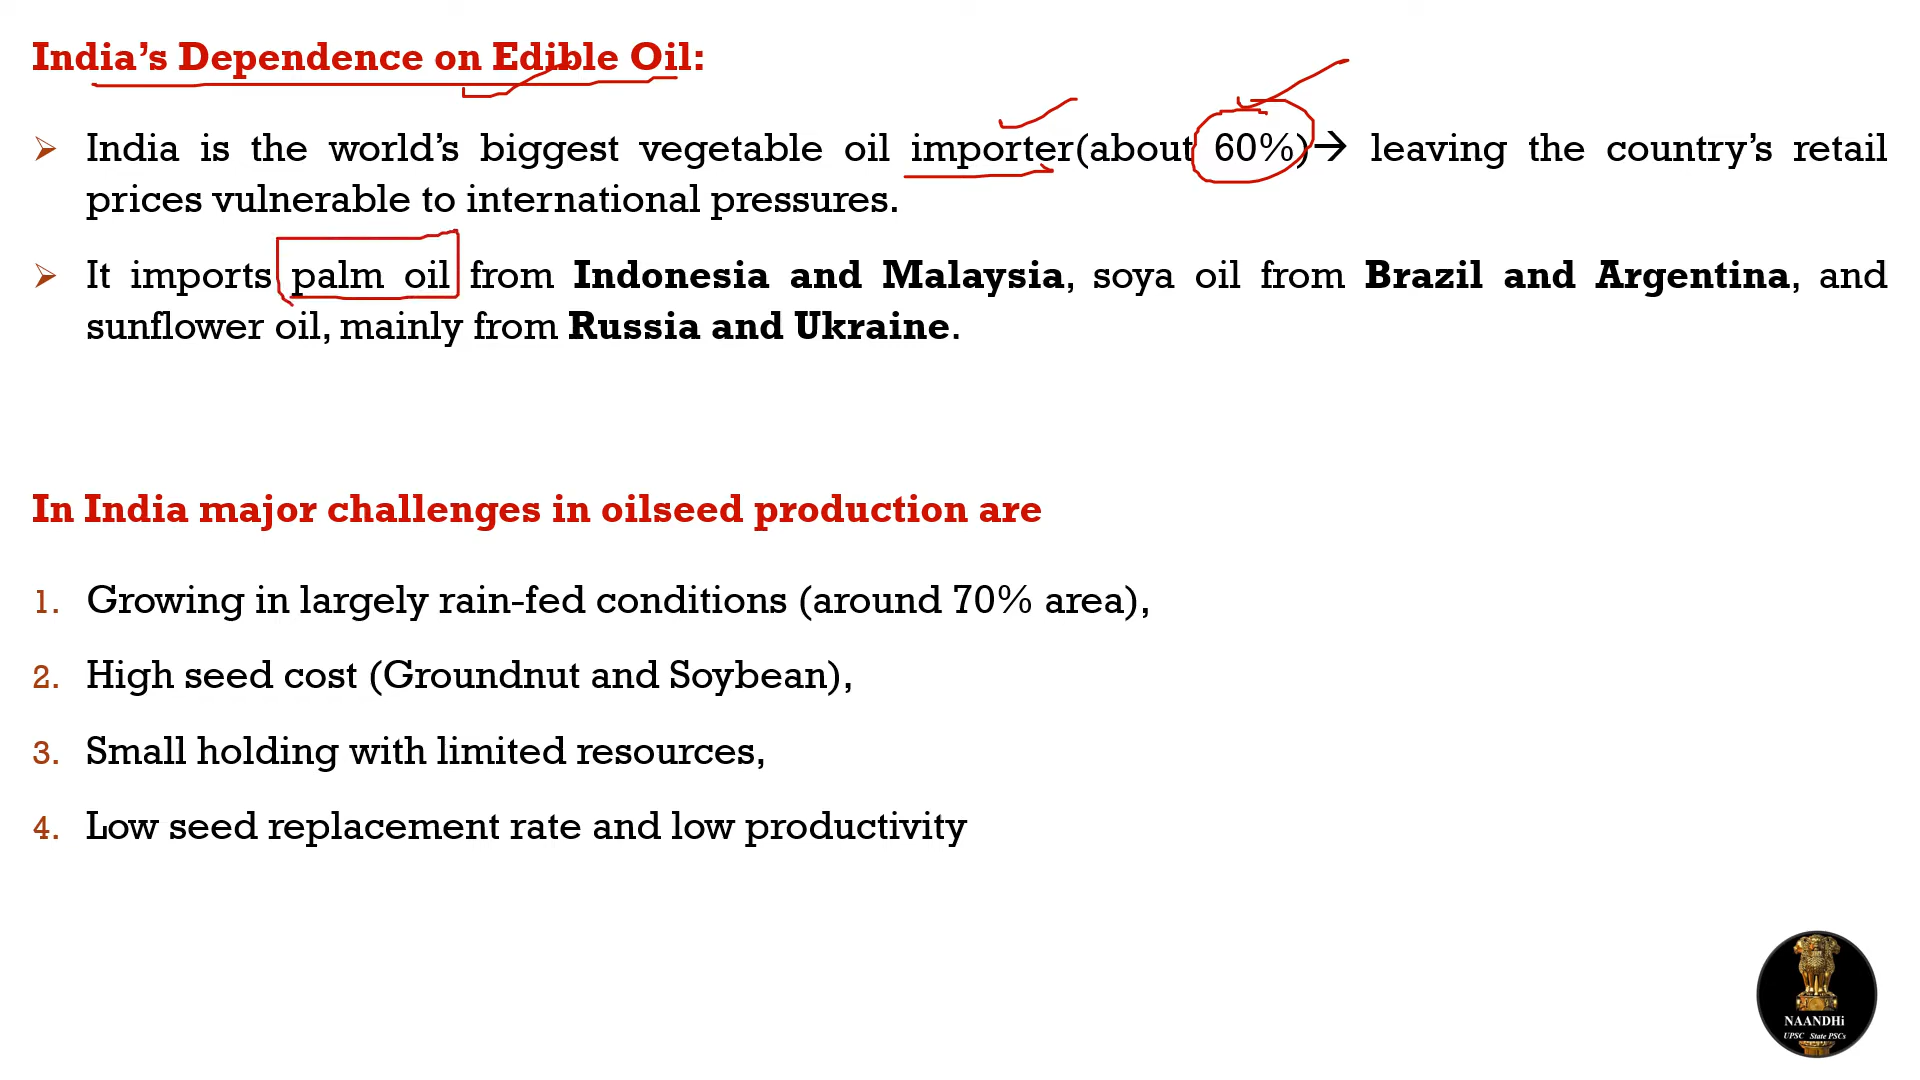 India’s Dependence on Edible Oil:
➢ India is the world’s biggest vegetable oil importer(about 60%)→ leaving the country’s retail
prices vulnerable to international pressures.
➢ It imports palm oil from Indonesia and Malaysia, soya oil from Brazil and Argentina, and
sunflower oil, mainly from Russia and Ukraine.
In India major challenges in oilseed production are
1. Growing in largely rain-fed conditions (around 70% area),
2. High seed cost (Groundnut and Soybean),
3. Small holding with limited resources,
4. Low seed replacement rate and low productivity
NAANDHi
UPSC State PSCs